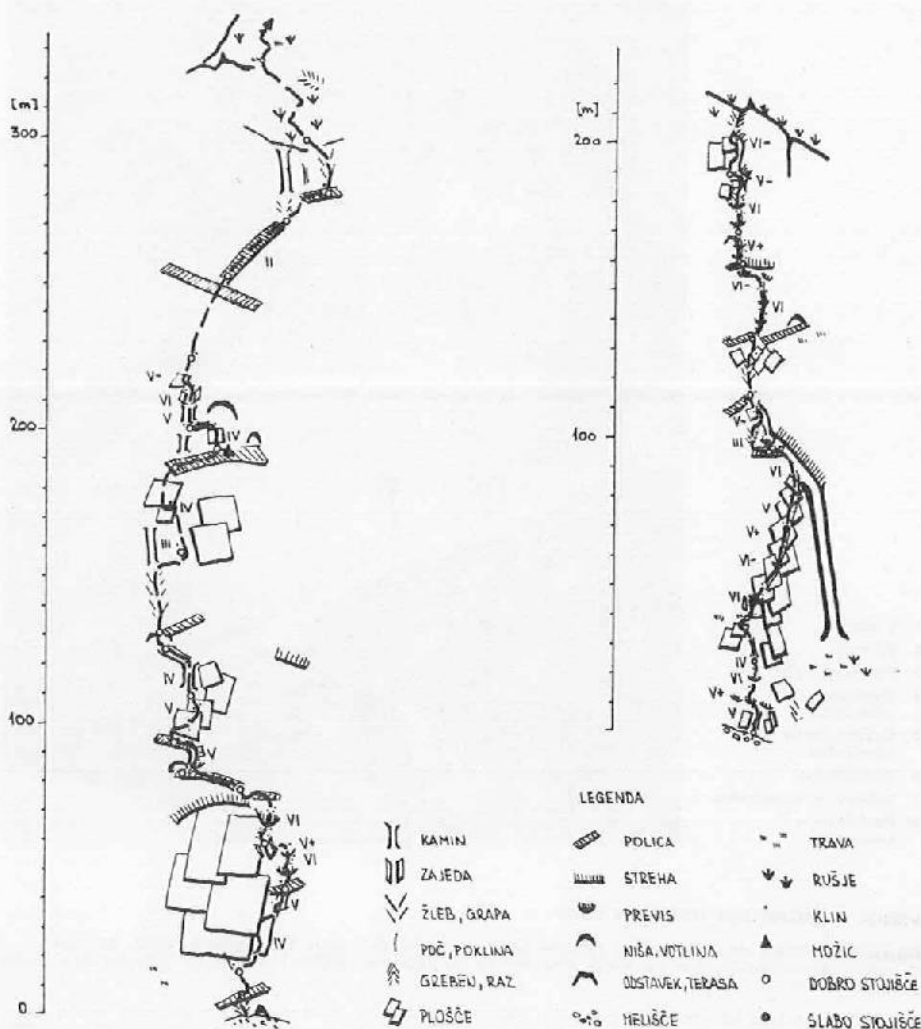 [m]
300
II
V-
VI
V
200
IV
IV
III
IV
V
100
V
VI
V+
VI
V
IV
0
[m]
200
VI-
V-
VI
V+
VI-
VI
V-
III
100
VI
V
V+
VI-
VI
IV
VI
V+
V
LEGENDA
KAMIN
ZAJEDA
ŽLEB, GRAPA
POČ, POKLINA
GREBEN, RAZ
PLOŠČE
POLICA
STREHA
PREVIS
NIŠA, VOTLINA
ODSTAVEK, TERASA
MELIŠČE
TRAVA
RUŠJE
KLIN
MOŽIC
DOBRO STOJIŠČE
SLABO STOJIŠČE